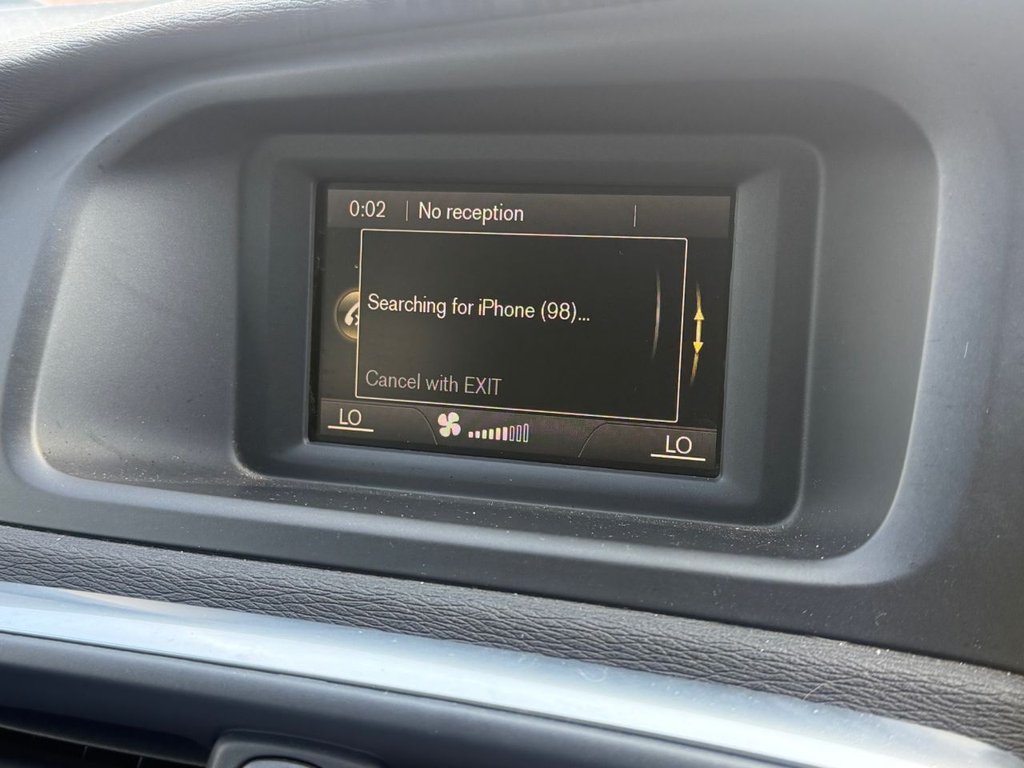 0:02 | No reception |
Searching for iPhone (98)...
Cancel with EXIT
LO
LO